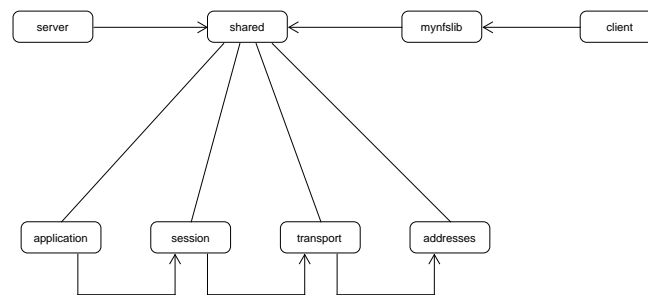 server
shared
mynfslib
client
application
session
transport
addresses